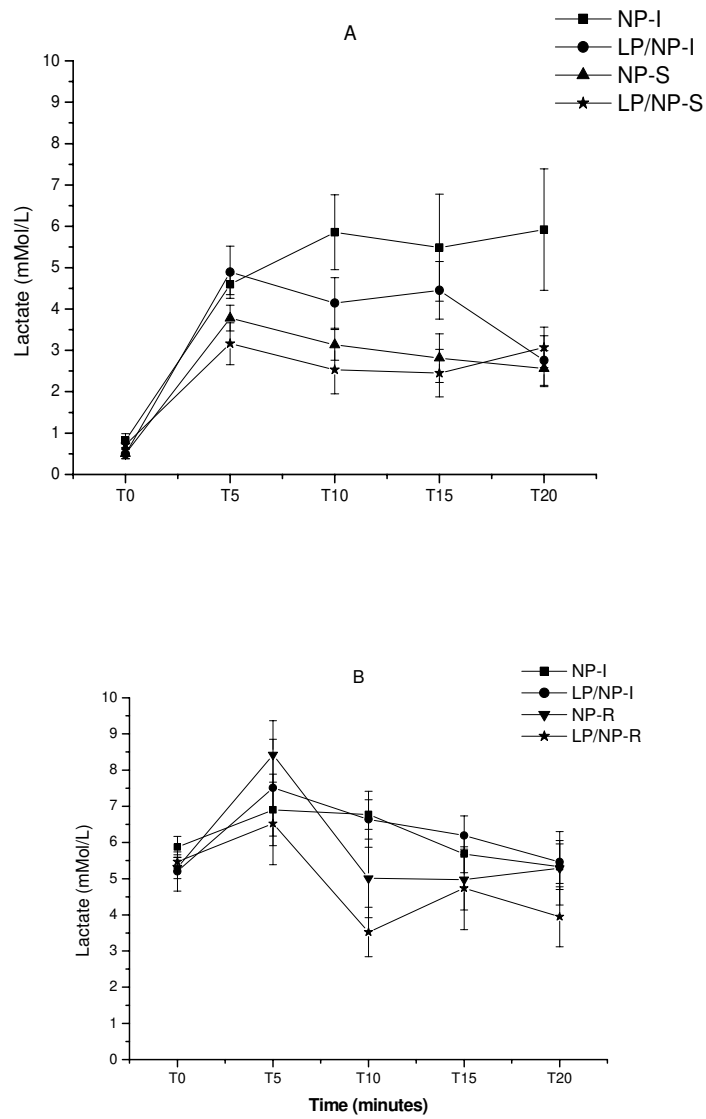 A
NP-I
LP/NP-I
NP-S
LP/NP-S
10
9
8
7
6
5
4
3
2
1
0
Lactate (mMol/L)
T0 T5 T10 T15 T20
B
NP-I
LP/NP-I
NP-R
LP/NP-R
10
9
8
7
6
5
4
3
2
1
0
Lactate (mMol/L)
T0 T5 T10 T15 T20
Time (minutes)